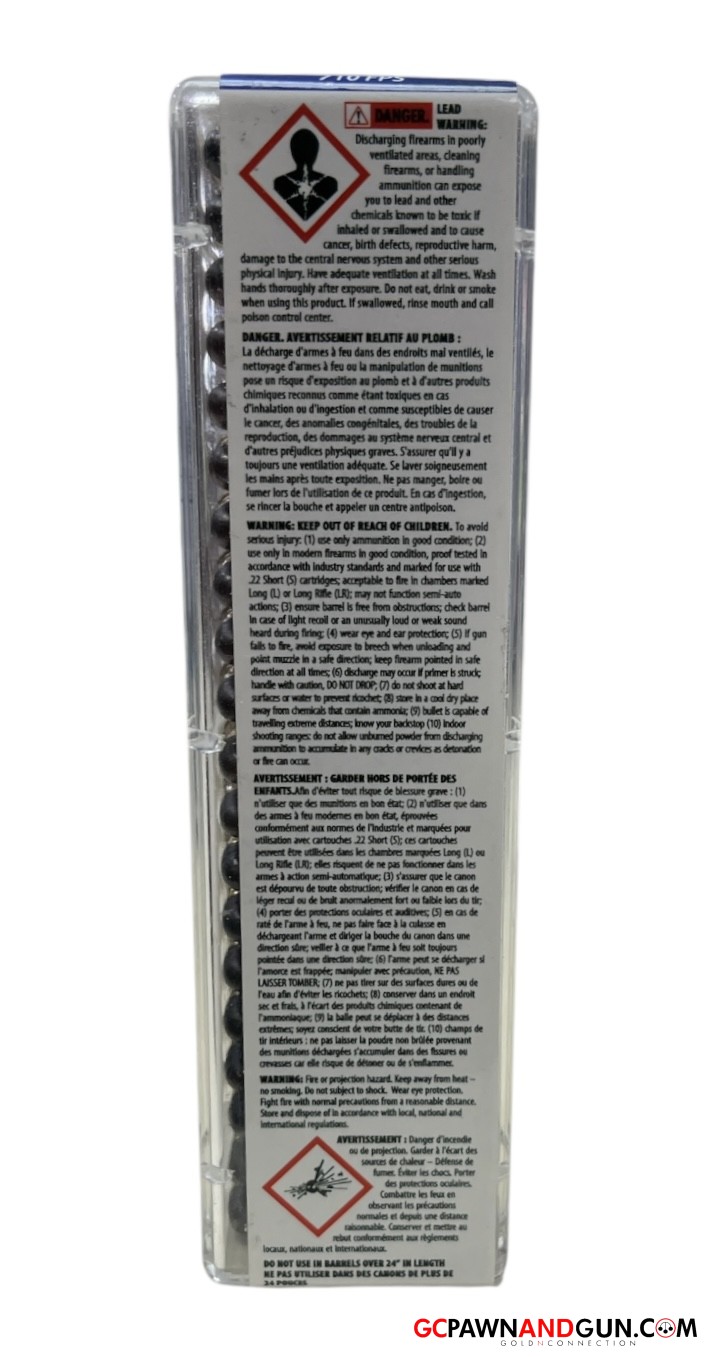 710 FPS
DANGER. LEAD
WARNING:
Discharging firearms in poorly
ventilated areas, cleaning
firearms, or handling
ammunition can expose
you to lead and other
chemicals known to be toxic if
inhaled or swallowed and to cause
cancer, birth defects, reproductive harm,
damage to the central nervous system and other serious
physical injury. Have adequate ventilation at all times. Wash
hands thoroughly after exposure. Do not eat, drink or smoke
when using this product. If swallowed, rinse mouth and call
poison control center.
DANGER. AVERTISSEMENT RELATIF AU PLOMB :
La décharge d'armes à feu dans des endroits mal ventilés, le
nettoyage d'armes à feu ou la manipulation de munitions
pose un risque d'exposition au plomb et à d'autres produits
chimiques reconnus comme étant toxiques en cas
d'inhalation ou d'ingestion et comme susceptibles de causer
le cancer, des anomalies congénitales, des troubles de la
reproduction, des dommages au système nerveux central et
d'autres préjudices physiques graves. S'assurer qu'il y a
toujours une ventilation adéquate. Se laver soigneusement
les mains après toute exposition. Ne pas manger, boire ou
fumer lors de l'utilisation de ce produit. En cas d'ingestion,
se rincer la bouche et appeler un centre antipoison.
WARNING: KEEP OUT OF REACH OF CHILDREN. To avoid
serious injury: (1) use only ammunition in good condition; (2)
use only in modern firearms in good condition, proof tested in
accordance with industry standards and marked for use with
.22 Short (S) cartridges; acceptable to fire in chambers marked
Long (L) or Long Rifle (LR); may not function semi-auto
actions; (3) ensure barrel is free from obstructions; check barrel
in case of light recoil or an unusually loud or weak sound
heard during firing; (4) wear eye and ear protection; (5) If gun
fails to fire, avoid exposure to breech when unloading and
point muzzle in a safe direction; keep firearm pointed in safe
direction at all times; (6) discharge may occur if primer is struck;
handle with caution, DO NOT DROP; (7) do not shoot at hard
surfaces or water to prevent ricochet; (8) store in a cool dry place
away from chemicals that contain ammonia; (9) bullet is capable of
travelling extreme distances; know your backstop (10) Indoor
shooting ranges: do not allow unburned powder from discharging
ammunition to accumulate in any cracks or crevices as detonation
or fire can occur.
AVERTISSEMENT : GARDER HORS DE PORTÉE DES
ENFANTS.Afin d'éviter tout risque de blessure grave : (1)
n'utiliser que des munitions en bon état; (2) n'utiliser que dans
des armes à feu modernes en bon état, éprouvées
conformément aux normes de l'industrie et marquées pour
utilisation avec cartouches .22 Short (S); ces cartouches
peuvent être utilisées dans les chambres marquées Long (L) ou
Long Rifle (LR); elles risquent de ne pas fonctionner dans les
armes à action semi-automatique; (3) s'assurer que le canon
est dépourvu de toute obstruction; vérifier le canon en cas de
léger recul ou de bruit anormalement fort ou faible lors du tir;
(4) porter des protections oculaires et auditives; (5) en cas de
raté de l'arme à feu, ne pas faire face à la culasse en
déchargeant l'arme et diriger la bouche du canon dans une
direction sûre; veiller à ce que l'arme à feu soit toujours
pointée dans une direction sûre; (6) l'arme peut se décharger si
l'amorce est frappée; manipuler avec précaution, NE PAS
LAISSER TOMBER; (7) ne pas tirer sur des surfaces dures ou de
l'eau afin d'éviter les ricochets; (8) conserver dans un endroit
sec et frais, à l'écart des produits chimiques contenant de
l'ammoniaque; (9) la balle peut se déplacer à des distances
extrêmes; soyez conscient de votre butte de tir. (10) champs de
tir intérieurs : ne pas laisser la poudre non brûlée provenant
des munitions déchargées s'accumuler dans des fissures ou
crevasses car elle risque de détoner ou de s'enflammer.
WARNING: Fire or projection hazard. Keep away from heat –
no smoking. Do not subject to shock. Wear eye protection.
Fight fire with normal precautions from a reasonable distance.
Store and dispose of in accordance with local, national and
international regulations.
AVERTISSEMENT : Danger d'incendie
ou de projection. Garder à l'écart des
sources de chaleur – Défense de
fumer. Éviter les chocs. Porter
des protections oculaires.
Combattre les feux en
observant les précautions
normales et depuis une distance
raisonnable. Conserver et mettre au
rebut conformément aux règlements
locaux, nationaux et internationaux.
DO NOT USE IN BARRELS OVER 24" IN LENGTH
NE PAS UTILISER DANS DES CANONS DE PLUS DE
24 POUCES
GCPAWNANDGUN.COM
GOLDNCONNECTION